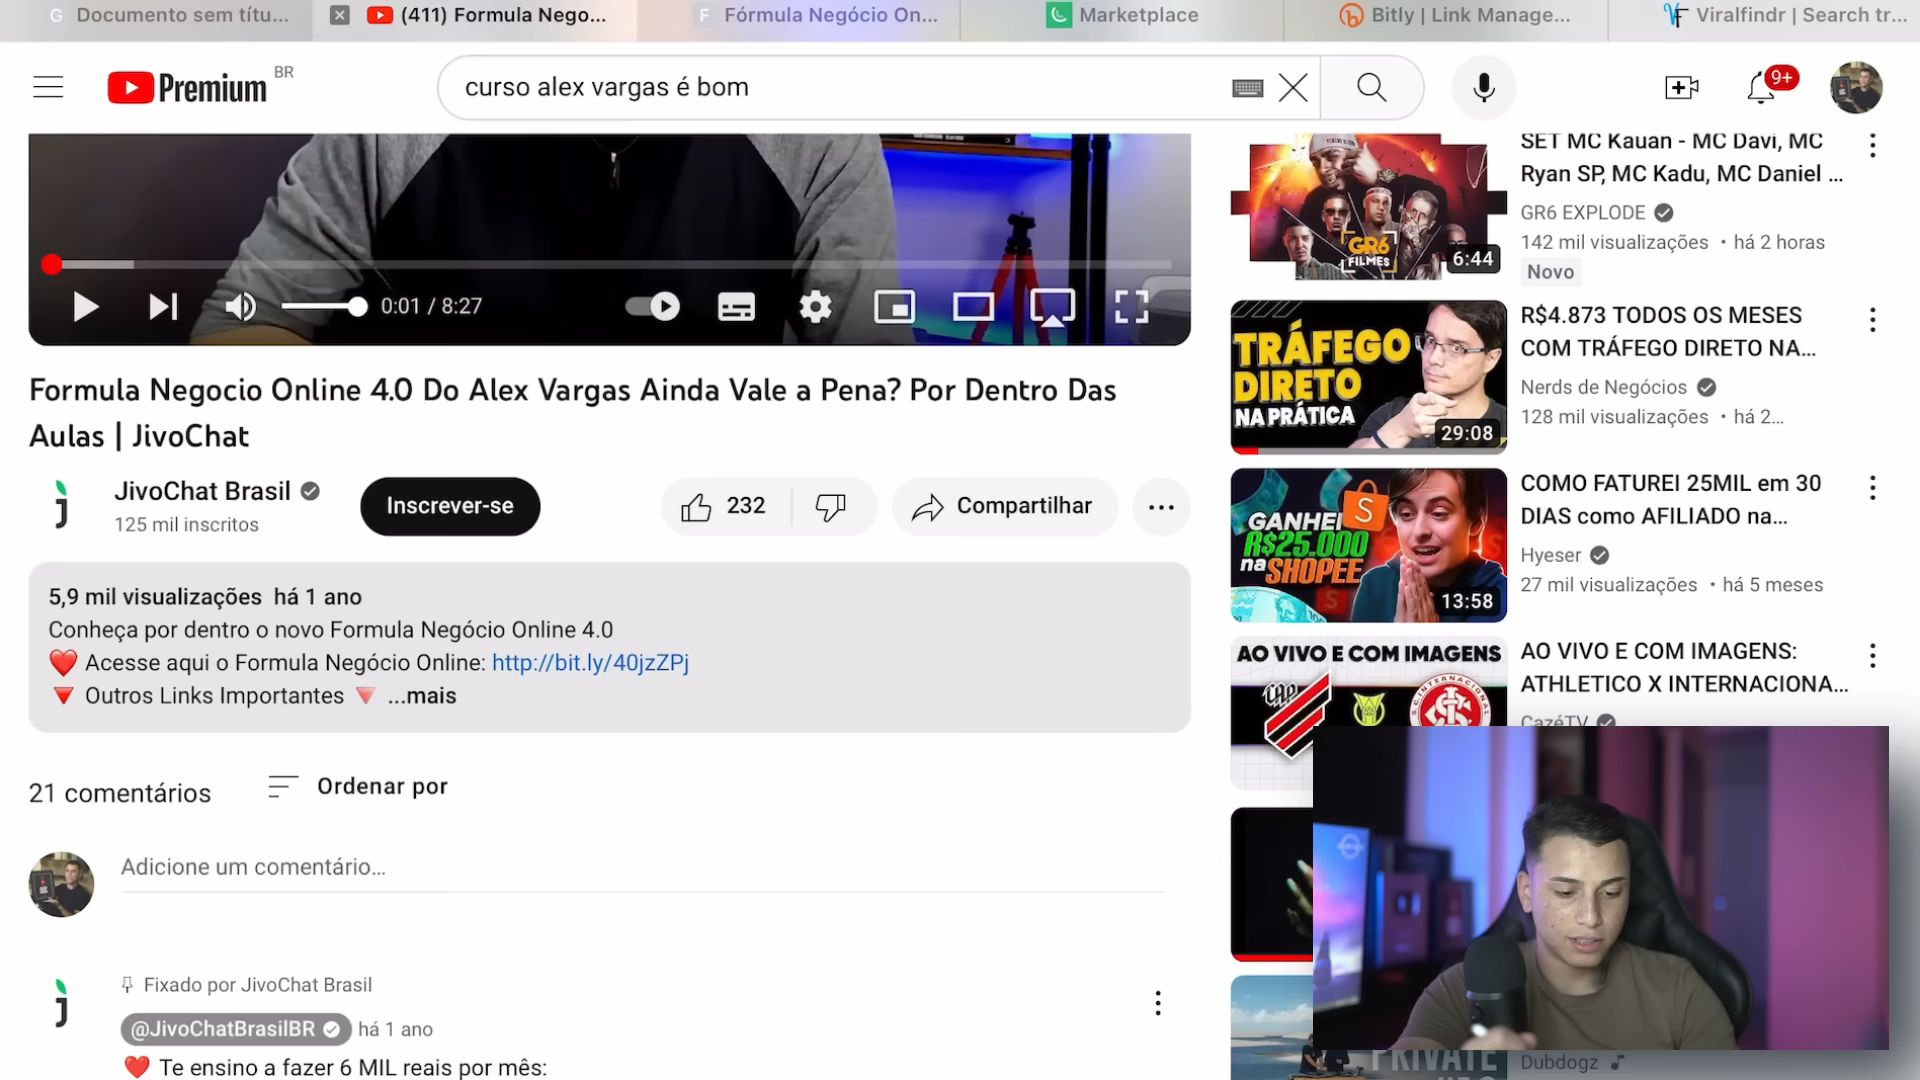 Documento sem títu...
(411) Formula Nego...
Fórmula Negócio On...
Marketplace
Bitly | Link Manage...
Viralfindr | Search tr...
Premium BR
curso alex vargas é bom
9+
0:01 / 8:27
Formula Negocio Online 4.0 Do Alex Vargas Ainda Vale a Pena? Por Dentro Das
Aulas | JivoChat
JivoChat Brasil
125 mil inscritos
Inscrever-se
232
Compartilhar
5,9 mil visualizações há 1 ano
Conheça por dentro o novo Formula Negócio Online 4.0
❤️ Acesse aqui o Formula Negócio Online: http://bit.ly/40jzZPj
🔻 Outros Links Importantes 🔻 ...mais
21 comentários
Ordenar por
Adicione um comentário...
Fixado por JivoChat Brasil
@JivoChatBrasilBR há 1 ano
❤️ Te ensino a fazer 6 MIL reais por mês:
GR6
FILMES
6:44
SET MC Kauan - MC Davi, MC
Ryan SP, MC Kadu, MC Daniel ...
GR6 EXPLODE
142 mil visualizações • há 2 horas
Novo
TRÁFEGO
DIRETO
NA PRÁTICA
29:08
R$4.873 TODOS OS MESES
COM TRÁFEGO DIRETO NA...
Nerds de Negócios
128 mil visualizações • há 2...
GANHEI
R$25.000
na SHOPEE
13:58
COMO FATUREI 25MIL em 30
DIAS como AFILIADO na...
Hyeser
27 mil visualizações • há 5 meses
AO VIVO E COM IMAGENS
CAP
AO VIVO E COM IMAGENS:
ATHLETICO X INTERNACIONA...
CazéTV
PRIVATE
Dubdogz